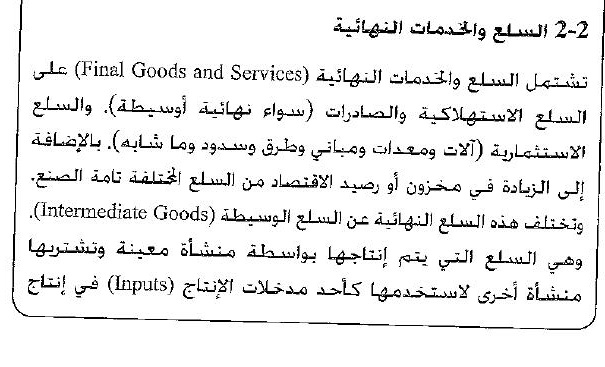 2-2 السلع والخدمات النهائية
تشتمل السلع والخدمات النهائية (Final Goods and Services) على
السلع الاستهلاكية والصادرات (سواء نهائية أوسيطة). والسلع
الاستثمارية (آلات ومعدات ومباني وطرق وسدود وما شابه). بالإضافة
إلى الزيادة في مخزون أو رصيد الاقتصاد من السلع المختلفة تامة الصنع.
وتختلف هذه السلع النهائية عن السلع الوسيطة (Intermediate Goods).
وهي السلع التي يتم إنتاجها بواسطة منشأة معينة وتشتريها
منشأة أخرى لاستخدمها كأحد مدخلات الإنتاج (Inputs) في إنتاج